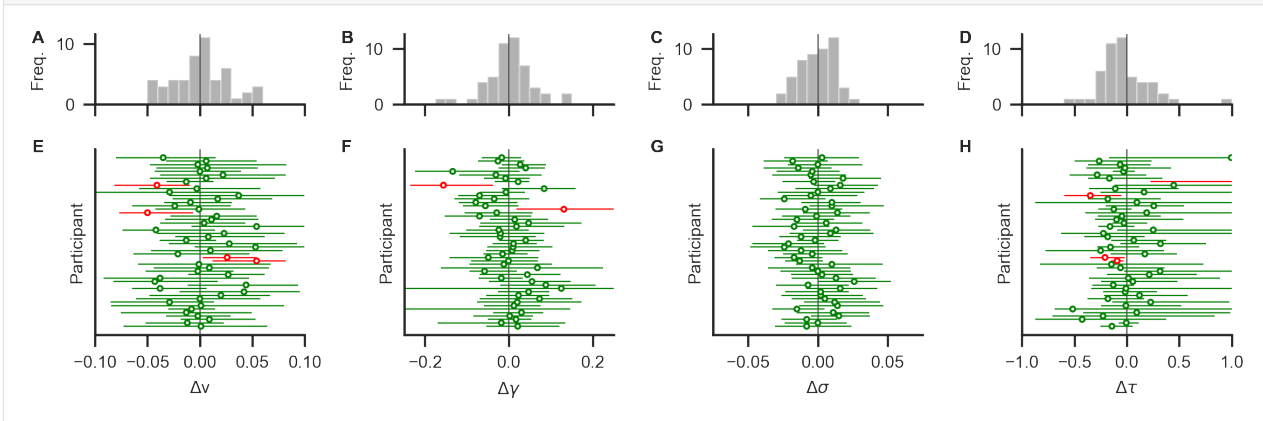 A
B
C
D
Freq.
10
0
Freq.
10
0
Freq.
10
0
Freq.
10
0
E
F
G
H
Participant
Participant
Participant
Participant
−0.10 −0.05 0.00 0.05 0.10
−0.2 0.0 0.2
−0.05 0.00 0.05
−1.0 −0.5 0.0 0.5 1.0
Δv
Δγ
Δσ
Δτ